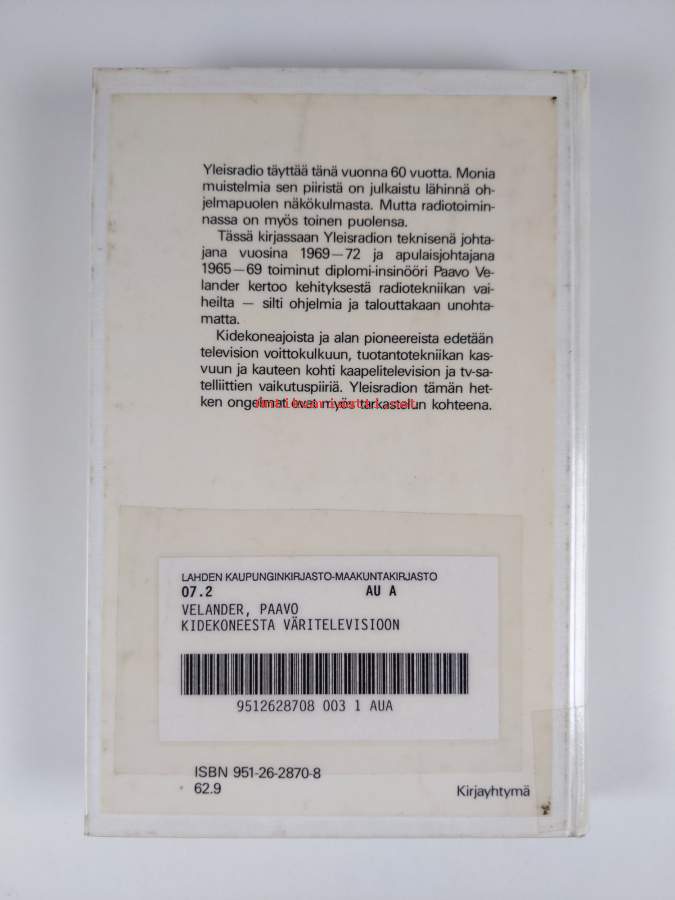 Yleisradio täyttää tänä vuonna 60 vuotta. Monia
muistelmia sen piiristä on julkaistu lähinnä oh-
jelmapuolen näkökulmasta. Mutta radiotoimin-
nassa on myös toinen puolensa.
Tässä kirjassaan Yleisradion teknisenä johta-
jana vuosina 1969—72 ja apulaisjohtajana
1965—69 toiminut diplomi-insinööri Paavo Ve-
lander kertoo kehityksestä radiotekniikan vai-
heilta — silti ohjelmia ja talouttakaan unohta-
matta.
Kidekoneajoista ja alan pioneereista edetään
television voittokulkuun, tuotantotekniikan kas-
vuun ja kauteen kohti kaapelitelevision ja tv-sa-
telliittien vaikutuspiiriä. Yleisradion tämän het-
ken ongelmat ovat myös tarkastelun kohteena.
Antikvariaatti.net
LAHDEN KAUPUNGINKIRJASTO-MAAKUNTAKIRJASTO
07.2 AU A
VELANDER, PAAVO
KIDEKONEESTA VÄRITELEVISIOON
9512628708 003 1 AUA
ISBN 951-26-2870-8
62.9
Kirjayhtymä